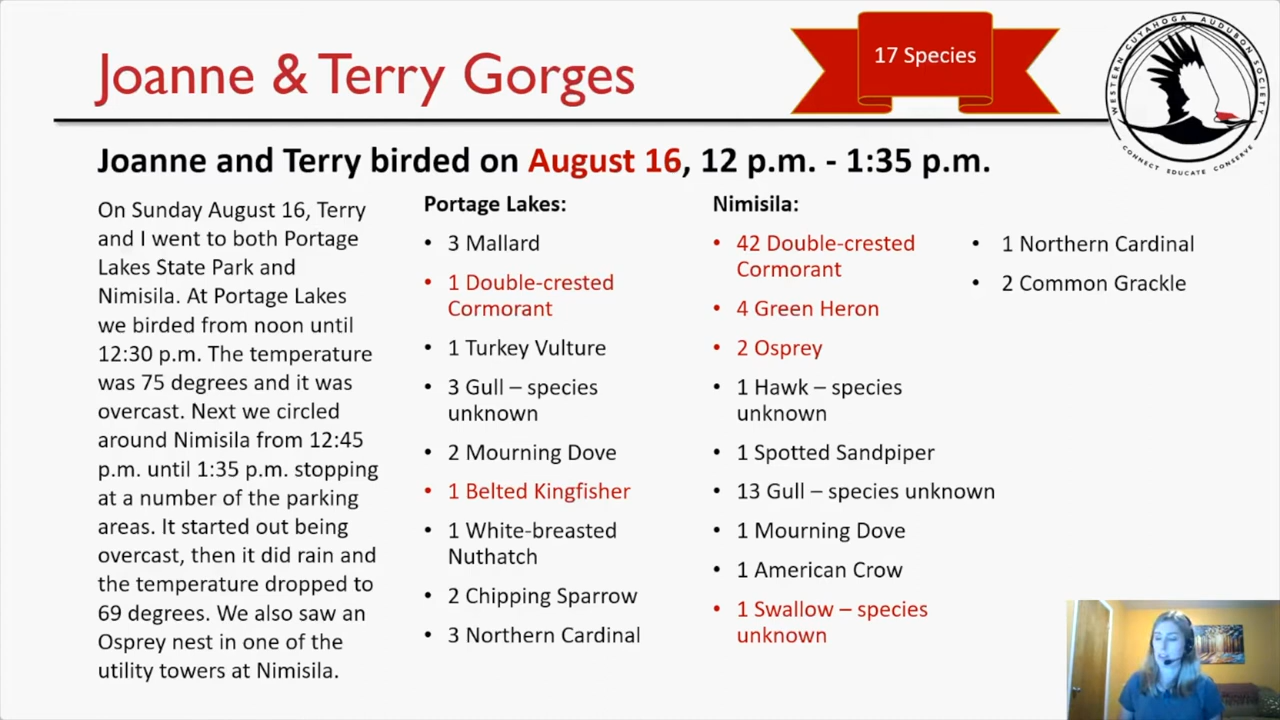 Joanne & Terry Gorges
17 Species
WESTERN CUYAHOGA AUDUBON SOCIETY
CONNECT EDUCATE CONSERVE
Joanne and Terry birded on August 16, 12 p.m. - 1:35 p.m.
On Sunday August 16, Terry
and I went to both Portage
Lakes State Park and
Nimisila. At Portage Lakes
we birded from noon until
12:30 p.m. The temperature
was 75 degrees and it was
overcast. Next we circled
around Nimisila from 12:45
p.m. until 1:35 p.m. stopping
at a number of the parking
areas. It started out being
overcast, then it did rain and
the temperature dropped to
69 degrees. We also saw an
Osprey nest in one of the
utility towers at Nimisila.
Portage Lakes:
• 3 Mallard
• 1 Double-crested
Cormorant
• 1 Turkey Vulture
• 3 Gull – species
unknown
• 2 Mourning Dove
• 1 Belted Kingfisher
• 1 White-breasted
Nuthatch
• 2 Chipping Sparrow
• 3 Northern Cardinal
Nimisila:
• 42 Double-crested
Cormorant
• 4 Green Heron
• 2 Osprey
• 1 Hawk – species
unknown
• 1 Spotted Sandpiper
• 13 Gull – species unknown
• 1 Mourning Dove
• 1 American Crow
• 1 Swallow – species
unknown
• 1 Northern Cardinal
• 2 Common Grackle